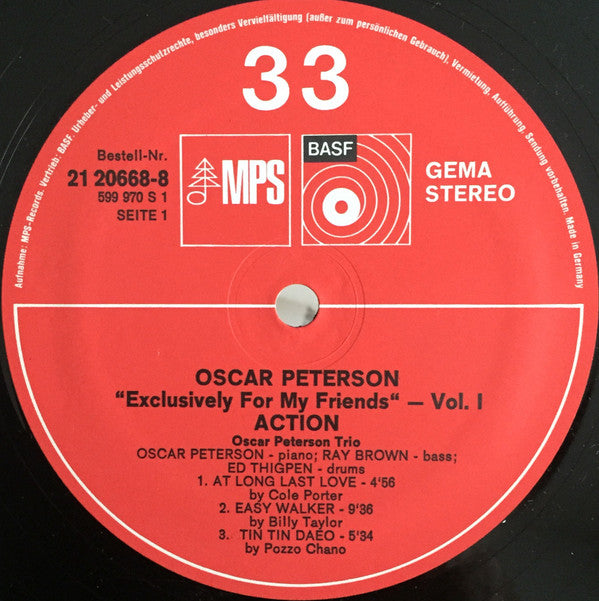 Aufnahme: MPS-Records. Vertrieb: BASF. Urheber- und Leistungsschutzrechte, besonders Vervielfältigung (außer zum persönlichen Gebrauch), Vermietung, Aufführung, Sendung vorbehalten. Made in Germany
33
Bestell-Nr.
21 20668-8
599 970 S 1
SEITE 1
MPS
BASF
GEMA
STEREO
OSCAR PETERSON
“Exclusively For My Friends“ — Vol. I
ACTION
Oscar Peterson Trio
OSCAR PETERSON - piano; RAY BROWN - bass;
ED THIGPEN - drums
1. AT LONG LAST LOVE - 4'56
by Cole Porter
2. EASY WALKER - 9'36
by Billy Taylor
3. TIN TIN DAEO - 5'34
by Pozzo Chano